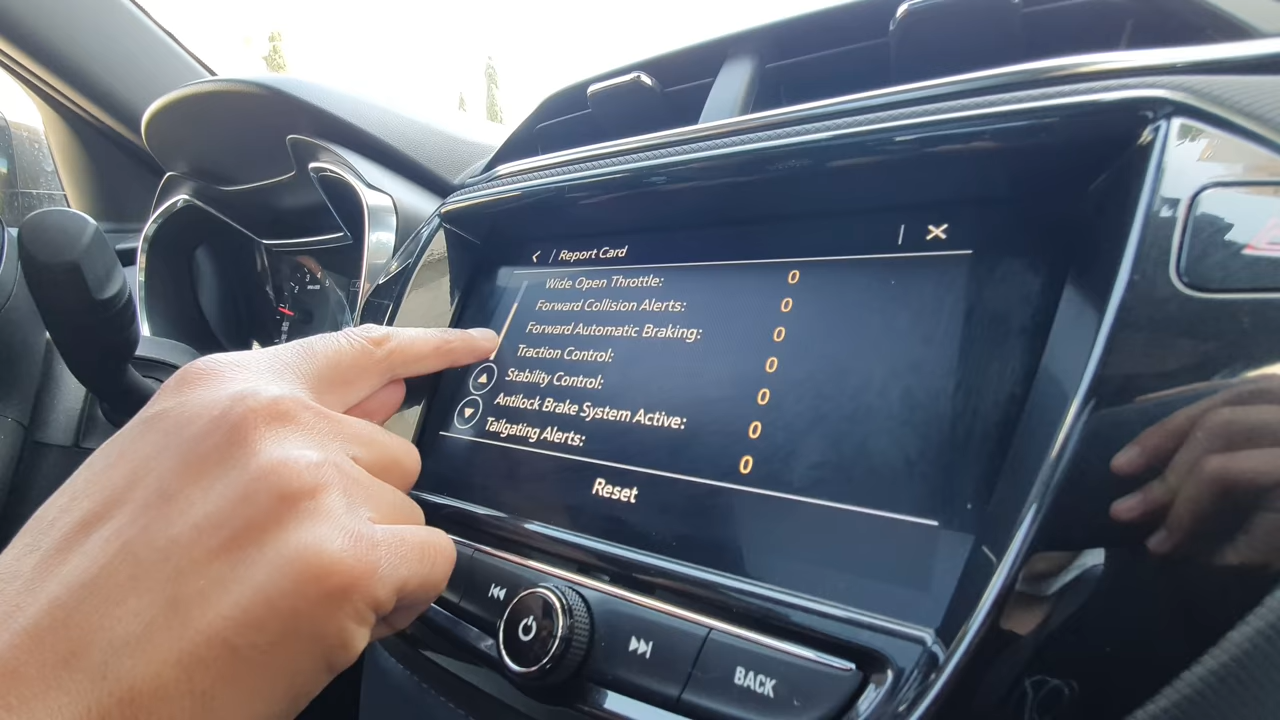 < / Report Card | ✕
Wide Open Throttle: 0
Forward Collision Alerts: 0
Forward Automatic Braking: 0
Traction Control: 0
Stability Control: 0
Antilock Brake System Active: 0
Tailgating Alerts: 0
Reset
BACK